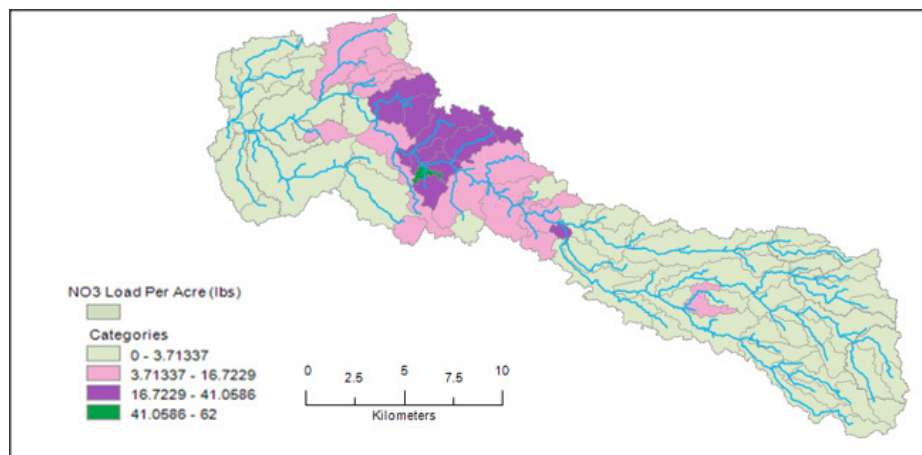 NO3 Load Per Acre (lbs)
Categories
0 - 3.71337
3.71337 - 16.7229
16.7229 - 41.0586
41.0586 - 62
0 2.5 5 7.5 10
Kilometers